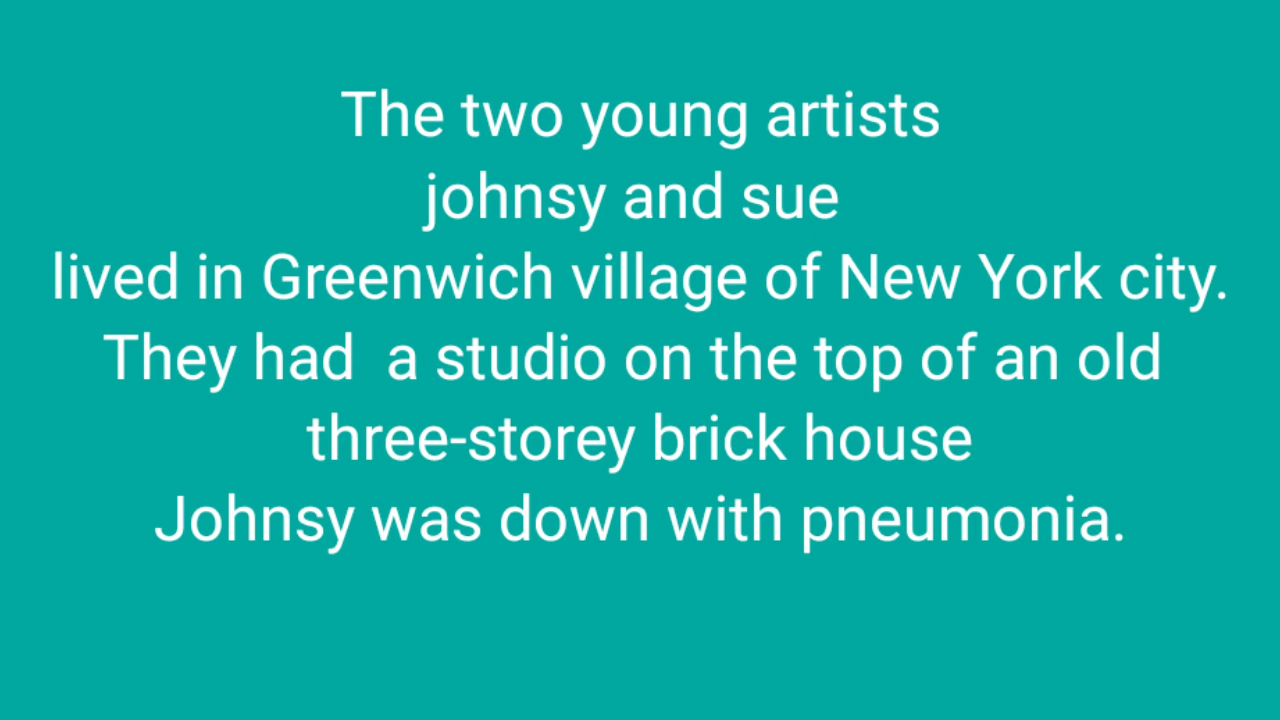 The two young artists
johnsy and sue
lived in Greenwich village of New York city.
They had  a studio on the top of an old
three-storey brick house
Johnsy was down with pneumonia.